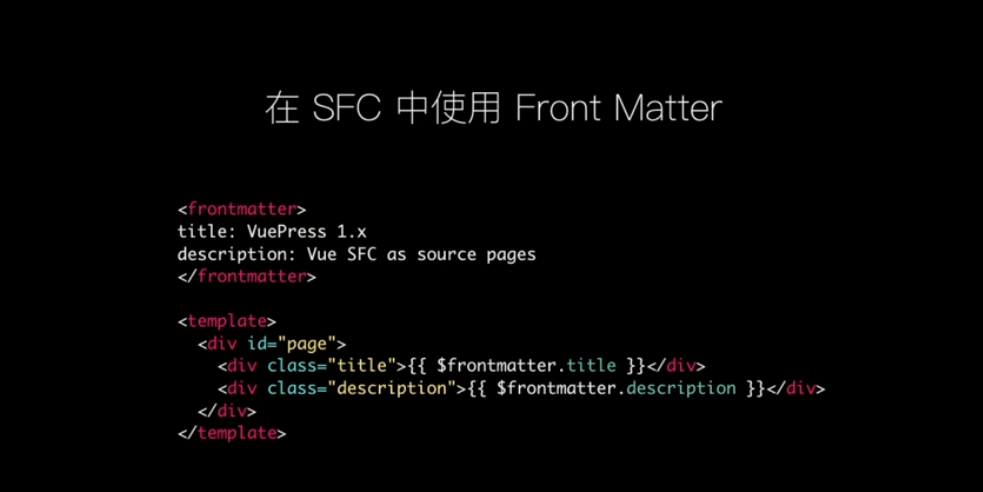 在 SFC 中使用 Front Matter
<frontmatter>
title: VuePress 1.x
description: Vue SFC as source pages
</frontmatter>
<template>
  <div id="page">
    <div class="title">{{ $frontmatter.title }}</div>
    <div class="description">{{ $frontmatter.description }}</div>
  </div>
</template>